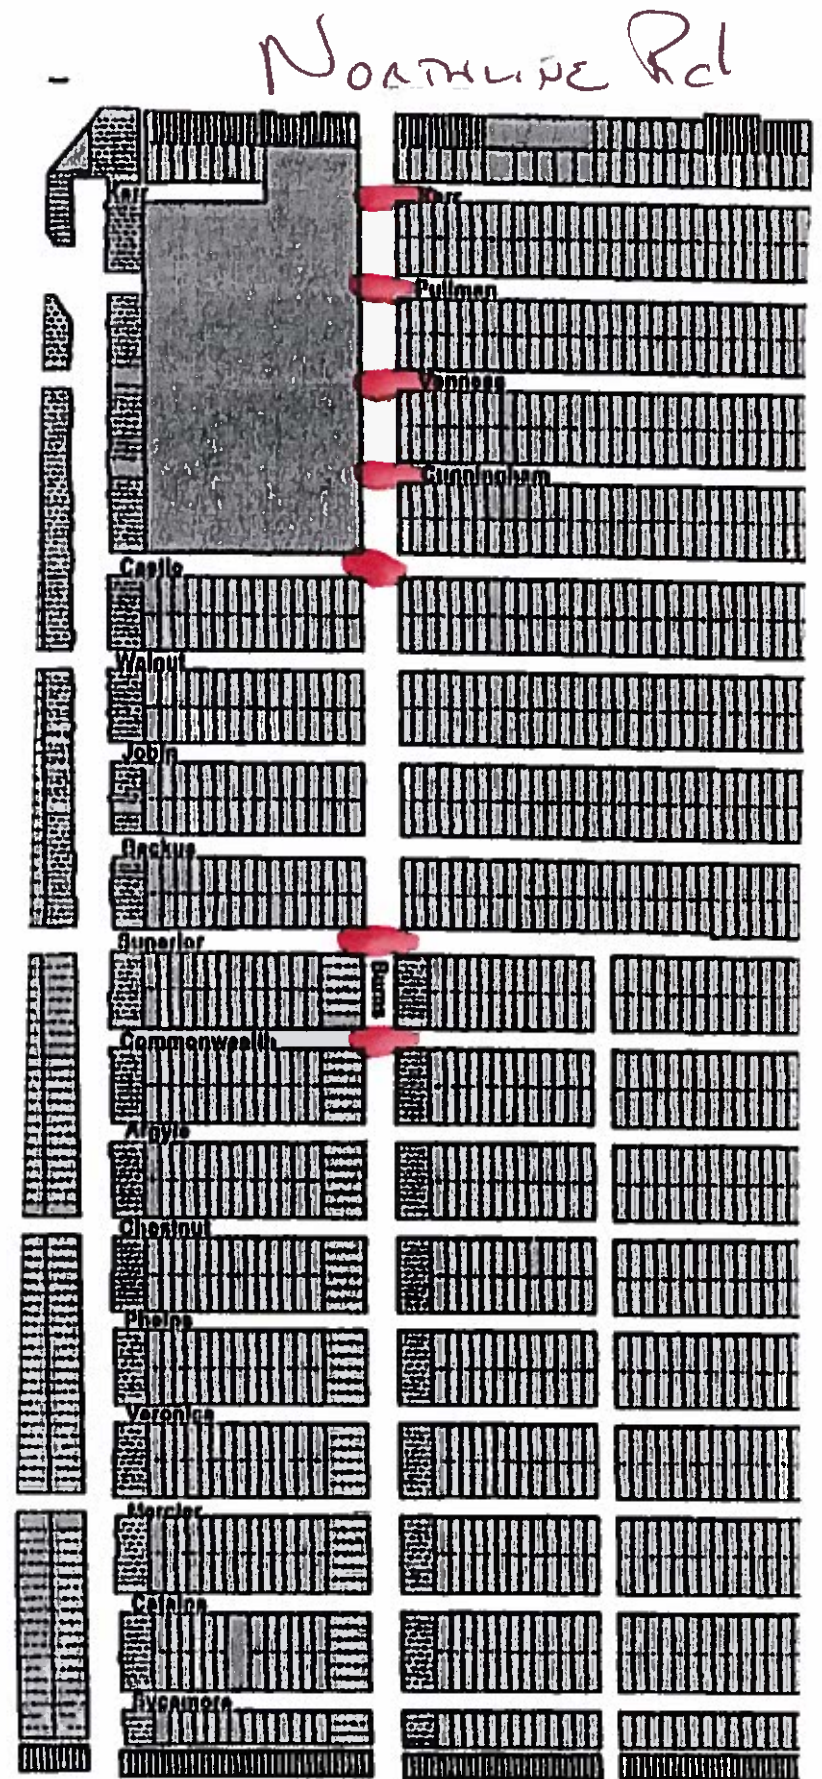 NORTHLINE Rd
Kerr
Kerr
Pullman
Vanness
Cunningham
Castle
Walnut
Jobin
Backus
Superior
Burns
Commonwealth
Argyle
Chestnut
Phelps
Veronica
Mercier
Catalpa
Sycamore